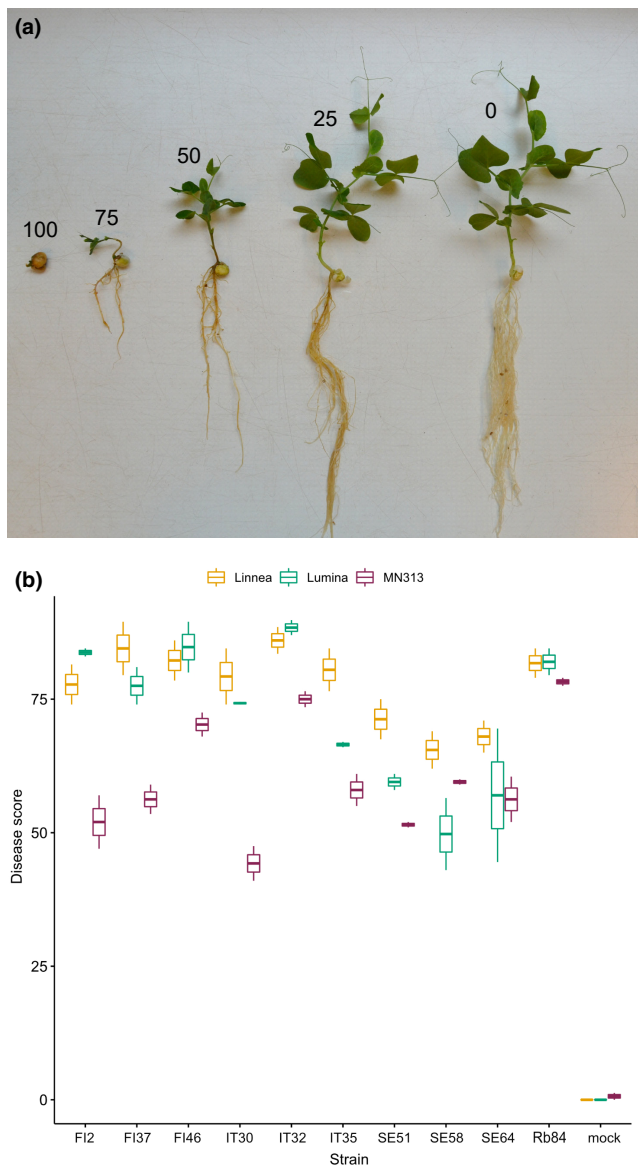 (a)
100
75
50
25
0
(b)
Linnea Lumina MN313
Disease score
75
50
25
0
FI2 FI37 FI46 IT30 IT32 IT35 SE51 SE58 SE64 Rb84 mock
Strain